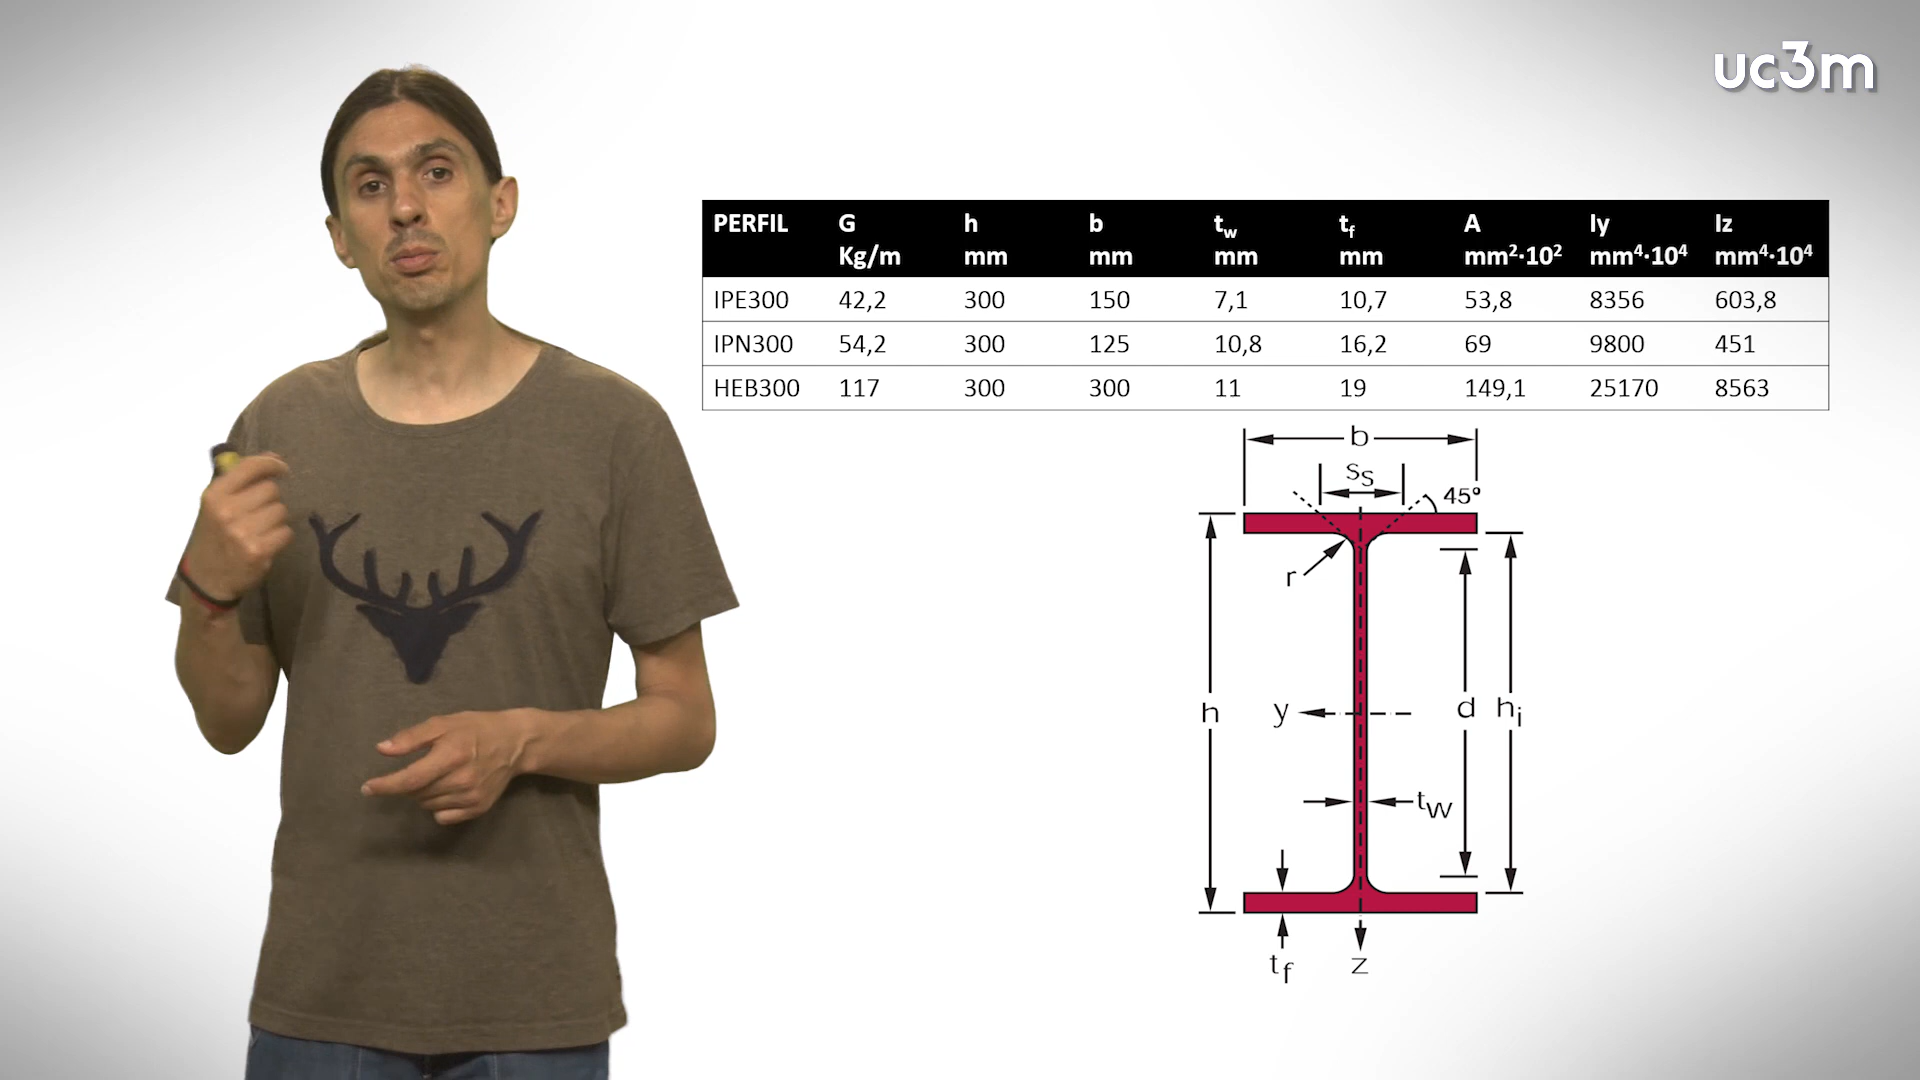 uc3m
PERFIL G h b tw tf A Iy Iz
Kg/m mm mm mm mm mm²·10² mm⁴·10⁴ mm⁴·10⁴
IPE300 42,2 300 150 7,1 10,7 53,8 8356 603,8
IPN300 54,2 300 125 10,8 16,2 69 9800 451
HEB300 117 300 300 11 19 149,1 25170 8563
b
ss
45º
r
h y d hi
tw
tf z